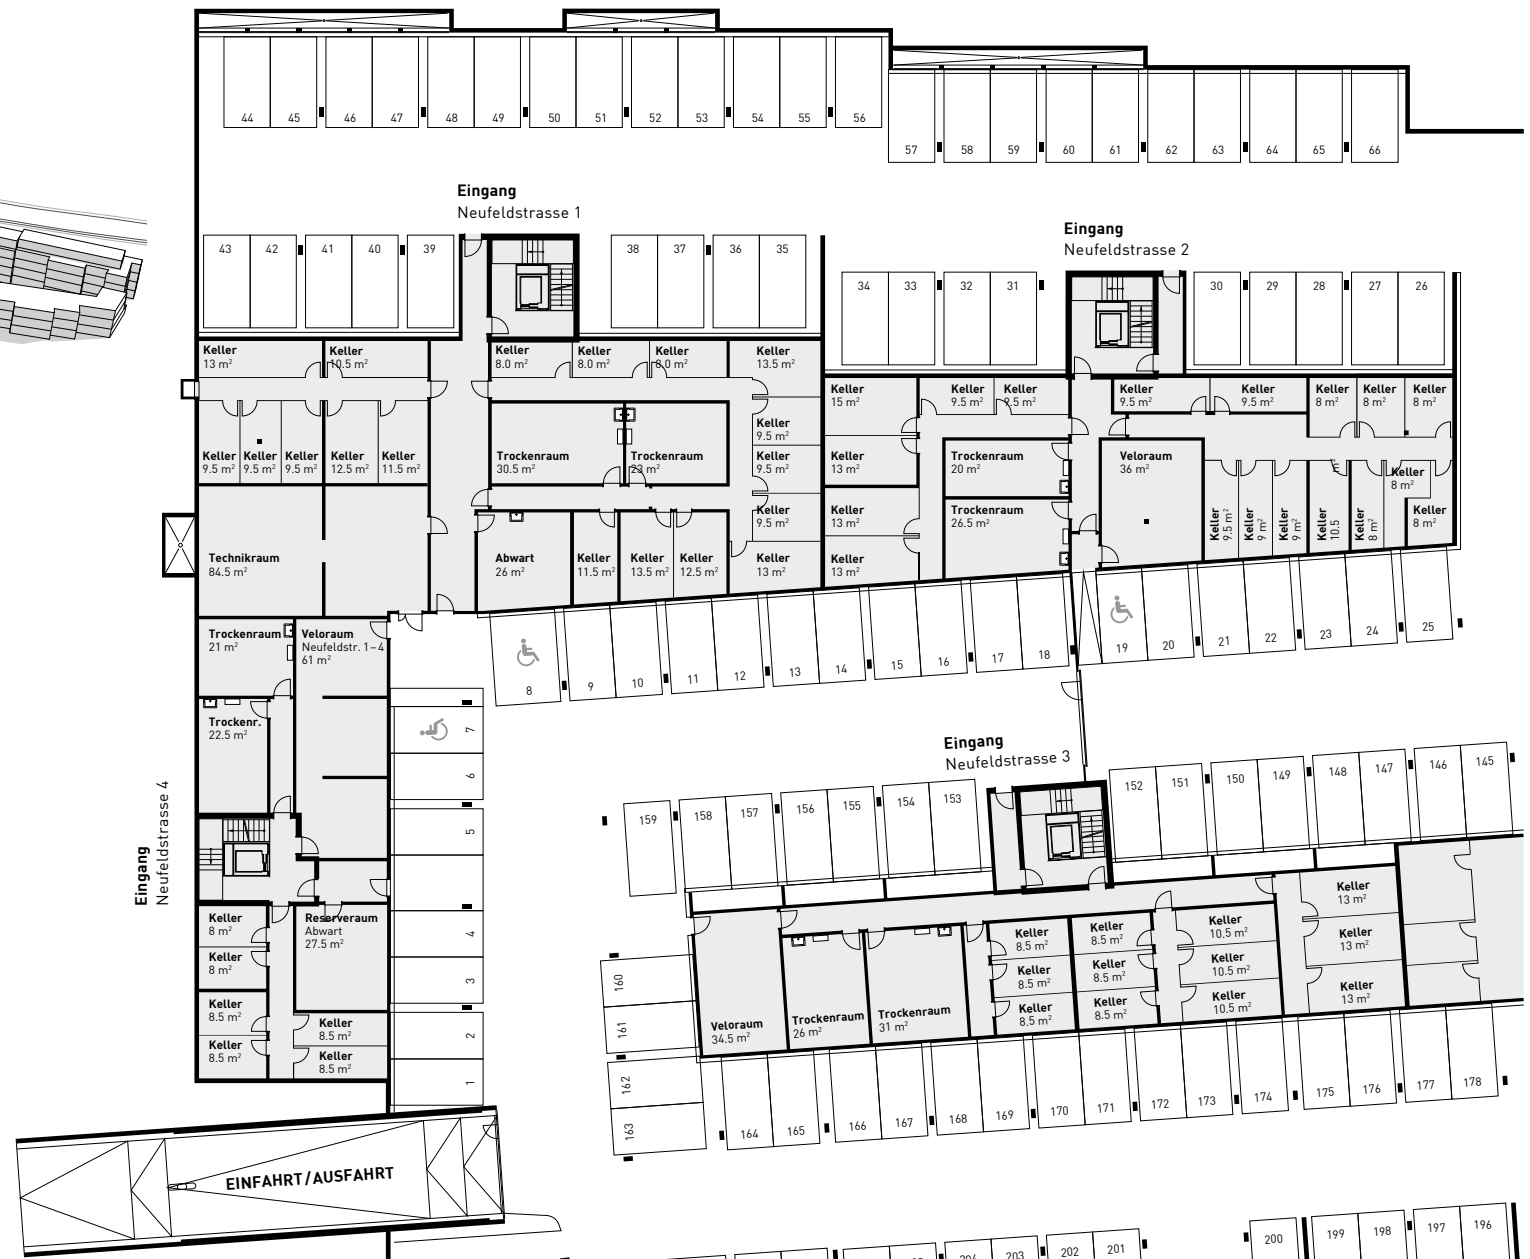 44 45 46 47 48 49 50 51 52 53 54 55 56
57 58 59 60 61 62 63 64 65 66
Eingang
Neufeldstrasse 1
Eingang
Neufeldstrasse 2
43 42 41 40 39 38 37 36 35
34 33 32 31 30 29 28 27 26
Keller
13 m²
Keller
10.5 m²
Keller
8.0 m²
Keller
8.0 m²
Keller
8.0 m²
Keller
13.5 m²
Keller
9.5 m²
Keller
9.5 m²
Keller
9.5 m²
Keller
13 m²
Keller
9.5 m²
Keller
9.5 m²
Keller
9.5 m²
Keller
12.5 m²
Keller
11.5 m²
Trockenraum
30.5 m²
Trockenraum
23 m²
Technikraum
84.5 m²
Abwart
26 m²
Keller
11.5 m²
Keller
13.5 m²
Keller
12.5 m²
Keller
15 m²
Keller
13 m²
Keller
13 m²
Keller
13 m²
Keller
9.5 m²
Keller
9.5 m²
Trockenraum
20 m²
Trockenraum
26.5 m²
Keller
9.5 m²
Keller
9.5 m²
Keller
8 m²
Keller
8 m²
Keller
8 m²
Veloraum
36 m²
Keller
9.5 m²
Keller
9 m²
Keller
9 m²
Keller
10.5 m²
Keller
8 m²
Keller
8 m²
Keller
8 m²
8 9 10 11 12 13 14 15 16 17 18 19 20 21 22 23 24 25
Trockenraum
21 m²
Veloraum
Neufeldstr. 1–4
61 m²
Trockenr.
22.5 m²
7
6
5
4
3
2
1
Eingang
Neufeldstrasse 4
Keller
8 m²
Keller
8 m²
Keller
8.5 m²
Keller
8.5 m²
Reserveraum
Abwart
27.5 m²
Keller
8.5 m²
Keller
8.5 m²
Eingang
Neufeldstrasse 3
159 158 157 156 155 154 153 152 151 150 149 148 147 146 145
160
161
162
163
Veloraum
34.5 m²
Trockenraum
26 m²
Trockenraum
31 m²
Keller
8.5 m²
Keller
8.5 m²
Keller
8.5 m²
Keller
8.5 m²
Keller
8.5 m²
Keller
8.5 m²
Keller
10.5 m²
Keller
10.5 m²
Keller
10.5 m²
Keller
13 m²
Keller
13 m²
Keller
13 m²
164 165 166 167 168 169 170 171 172 173 174 175 176 177 178
EINFAHRT/AUSFAHRT
203 202 201 200 199 198 197 196